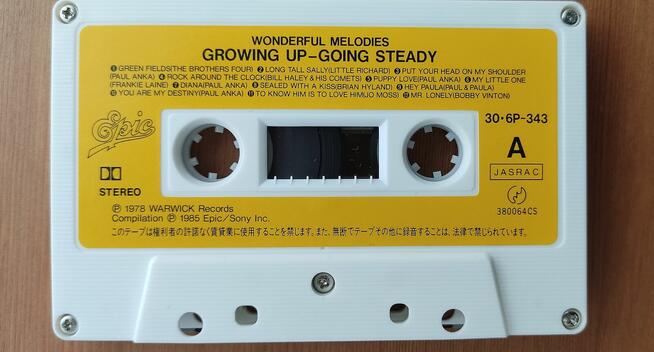 WONDERFUL MELODIES
GROWING UP–GOING STEADY
❶GREEN FIELDS(THE BROTHERS FOUR) ❷LONG TALL SALLY(LITTLE RICHARD) ❸PUT YOUR HEAD ON MY SHOULDER
(PAUL ANKA) ❹ROCK AROUND THE CLOCK(BILL HALEY & HIS COMETS) ❺PUPPY LOVE(PAUL ANKA) ❻MY LITTLE ONE
(FRANKIE LAINE) ❼DIANA(PAUL ANKA) ❽SEALED WITH A KISS(BRIAN HYLAND) ❾HEY PAULA(PAUL & PAULA)
❿YOU ARE MY DESTINY(PAUL ANKA) ⓫TO KNOW HIM IS TO LOVE HIM(JO MOSS) ⓬MR. LONELY(BOBBY VINTON)
Epic
30·6P-343
A
JASRAC
STEREO
380064CS
Ⓟ 1978 WARWICK Records
Compilation Ⓟ 1985 Epic/Sony Inc.
このテープは権利者の許諾なく賃貸業に使用することを禁じます。また、無断でテープその他に録音することは、法律で禁じられています。